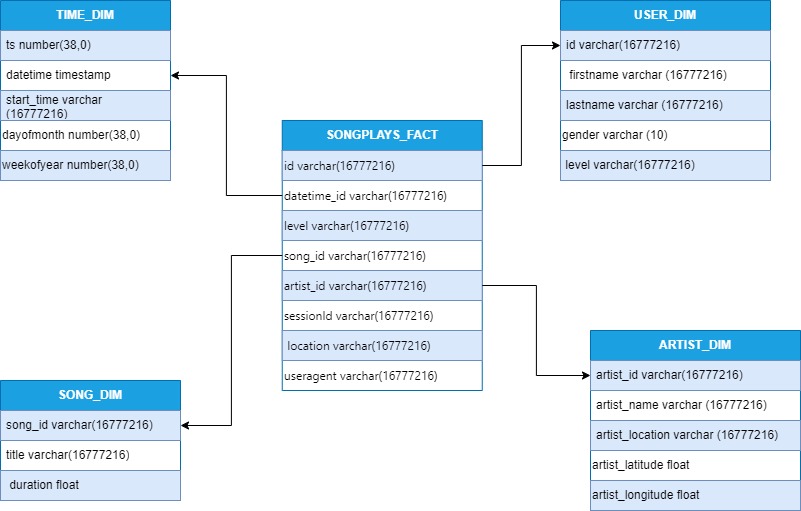 TIME_DIM
ts number(38,0)
datetime timestamp
start_time varchar
(16777216)
dayofmonth number(38,0)
weekofyear number(38,0)
USER_DIM
id varchar(16777216)
firstname varchar (16777216)
lastname varchar (16777216)
gender varchar (10)
level varchar(16777216)
SONGPLAYS_FACT
id varchar(16777216)
datetime_id varchar(16777216)
level varchar(16777216)
song_id varchar(16777216)
artist_id varchar(16777216)
sessionId varchar(16777216)
location varchar(16777216)
useragent varchar(16777216)
SONG_DIM
song_id varchar(16777216)
title varchar(16777216)
duration float
ARTIST_DIM
artist_id varchar(16777216)
artist_name varchar (16777216)
artist_location varchar (16777216)
artist_latitude float
artist_longitude float